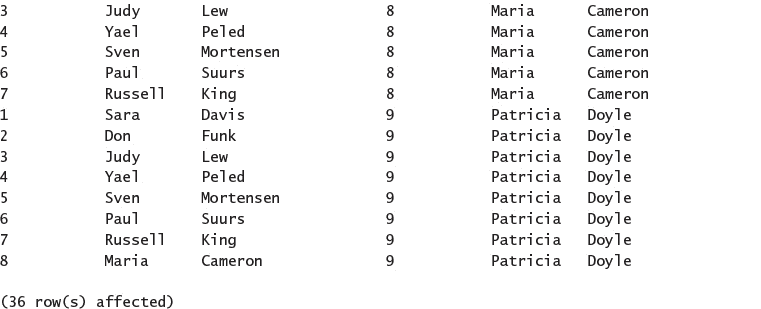 3 Judy Lew 8 Maria Cameron
4 Yael Peled 8 Maria Cameron
5 Sven Mortensen 8 Maria Cameron
6 Paul Suurs 8 Maria Cameron
7 Russell King 8 Maria Cameron
1 Sara Davis 9 Patricia Doyle
2 Don Funk 9 Patricia Doyle
3 Judy Lew 9 Patricia Doyle
4 Yael Peled 9 Patricia Doyle
5 Sven Mortensen 9 Patricia Doyle
6 Paul Suurs 9 Patricia Doyle
7 Russell King 9 Patricia Doyle
8 Maria Cameron 9 Patricia Doyle
(36 row(s) affected)